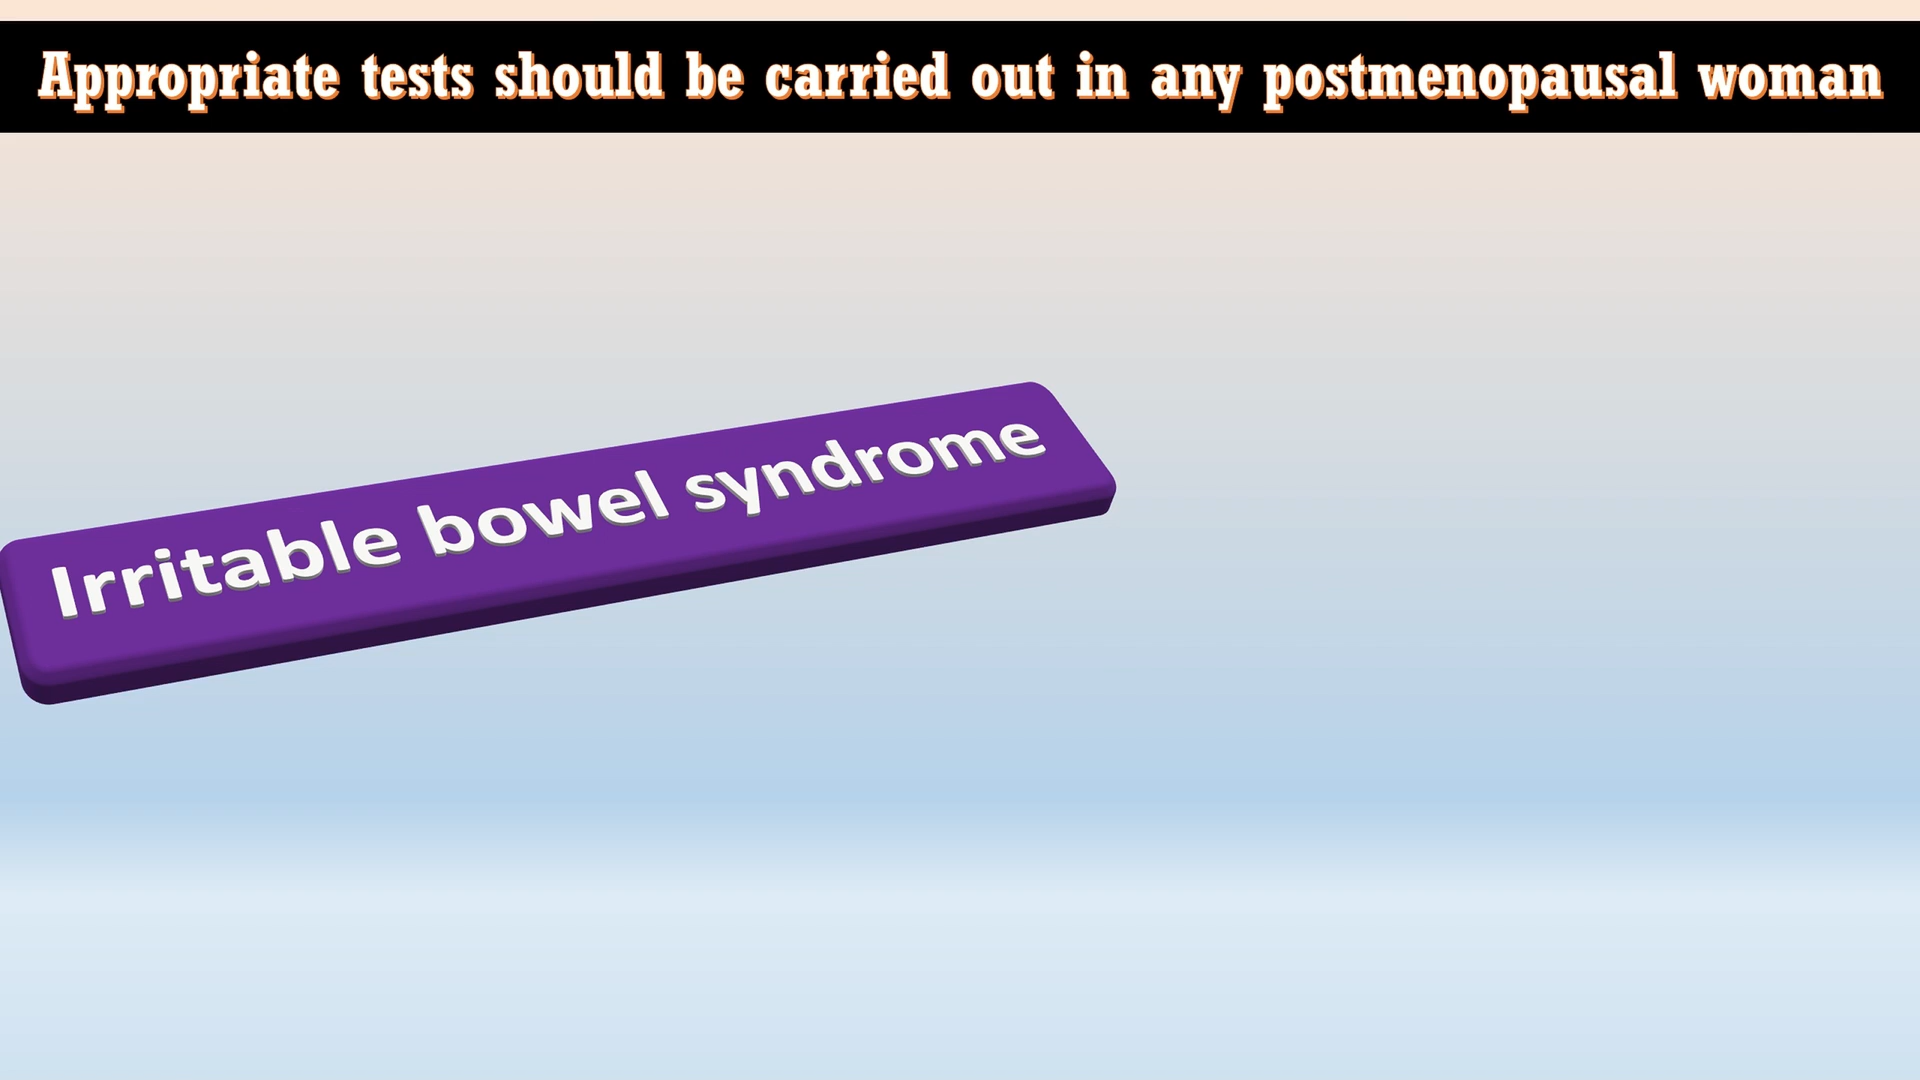 Appropriate tests should be carried out in any postmenopausal woman
Irritable bowel syndrome